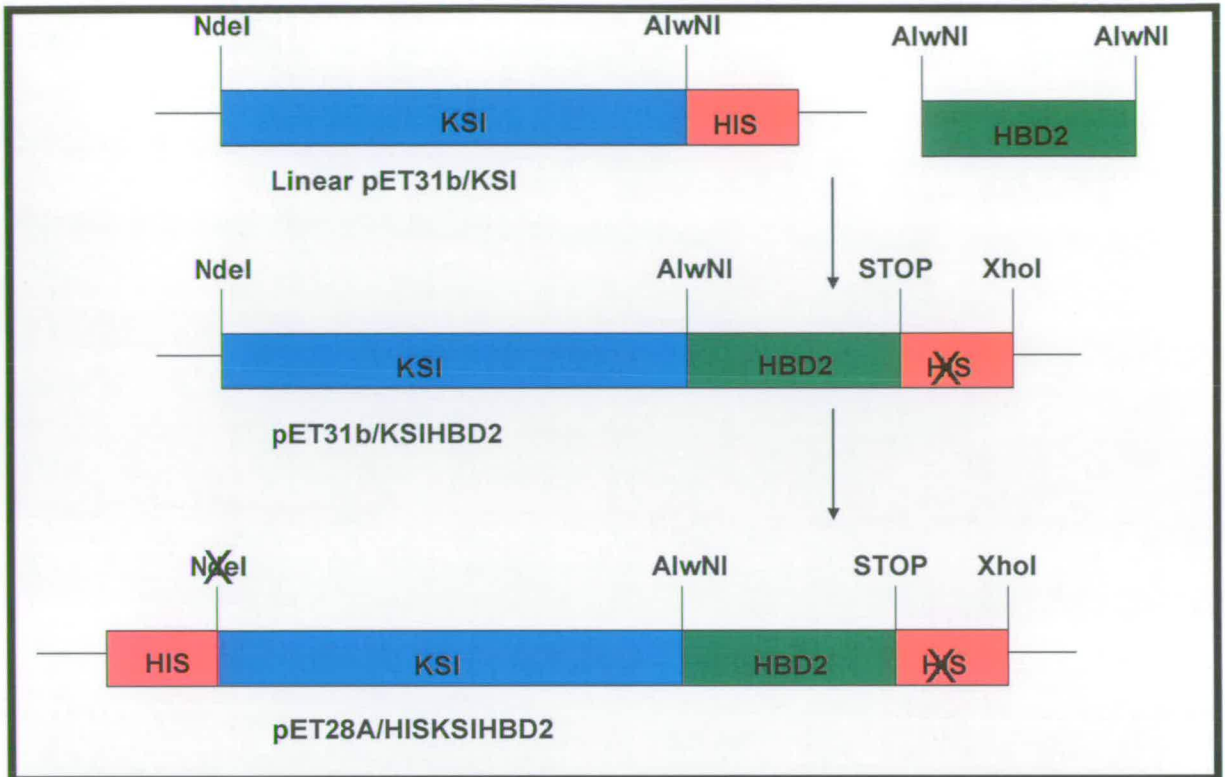 NdeI AlwNI AlwNI AlwNI
KSI HIS HBD2
Linear pET31b/KSI
NdeI AlwNI STOP XhoI
KSI HBD2 HIS
pET31b/KSIHBD2
NdeI AlwNI STOP XhoI
HIS KSI HBD2 HIS
pET28A/HISKSIHBD2